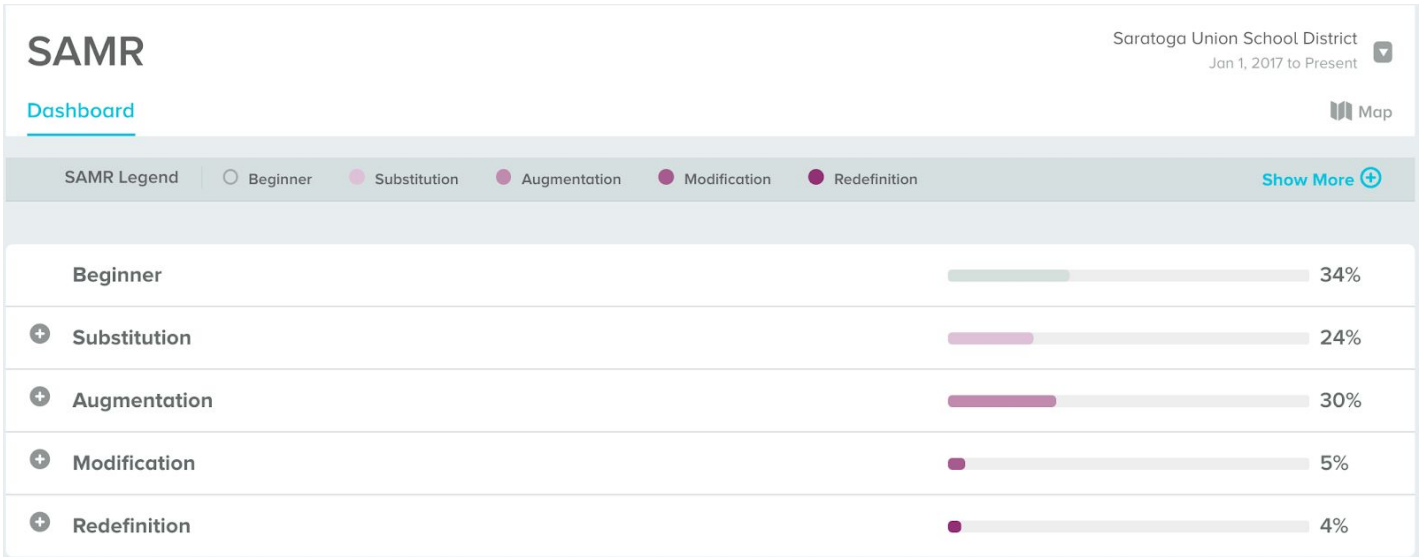 SAMR
Saratoga Union School District
Jan 1, 2017 to Present
Dashboard
Map
SAMR Legend Beginner Substitution Augmentation Modification Redefinition Show More
Beginner 34%
Substitution 24%
Augmentation 30%
Modification 5%
Redefinition 4%